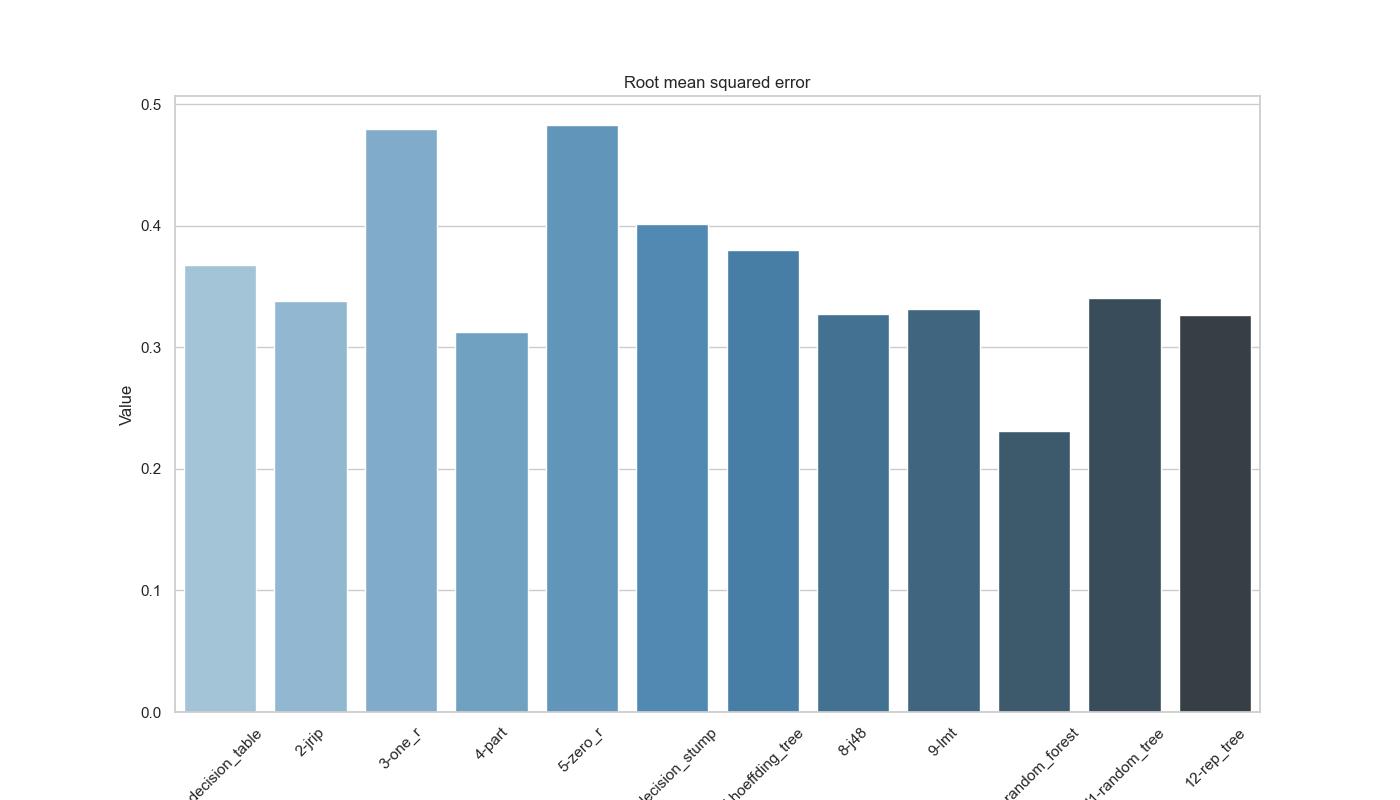 Root mean squared error
0.5
0.4
0.3
0.2
0.1
0.0
Value
decision_table
2-jrip
3-one_r
4-part
5-zero_r
decision_stump
hoeffding_tree
8-j48
9-lmt
random_forest
11-random_tree
12-rep_tree